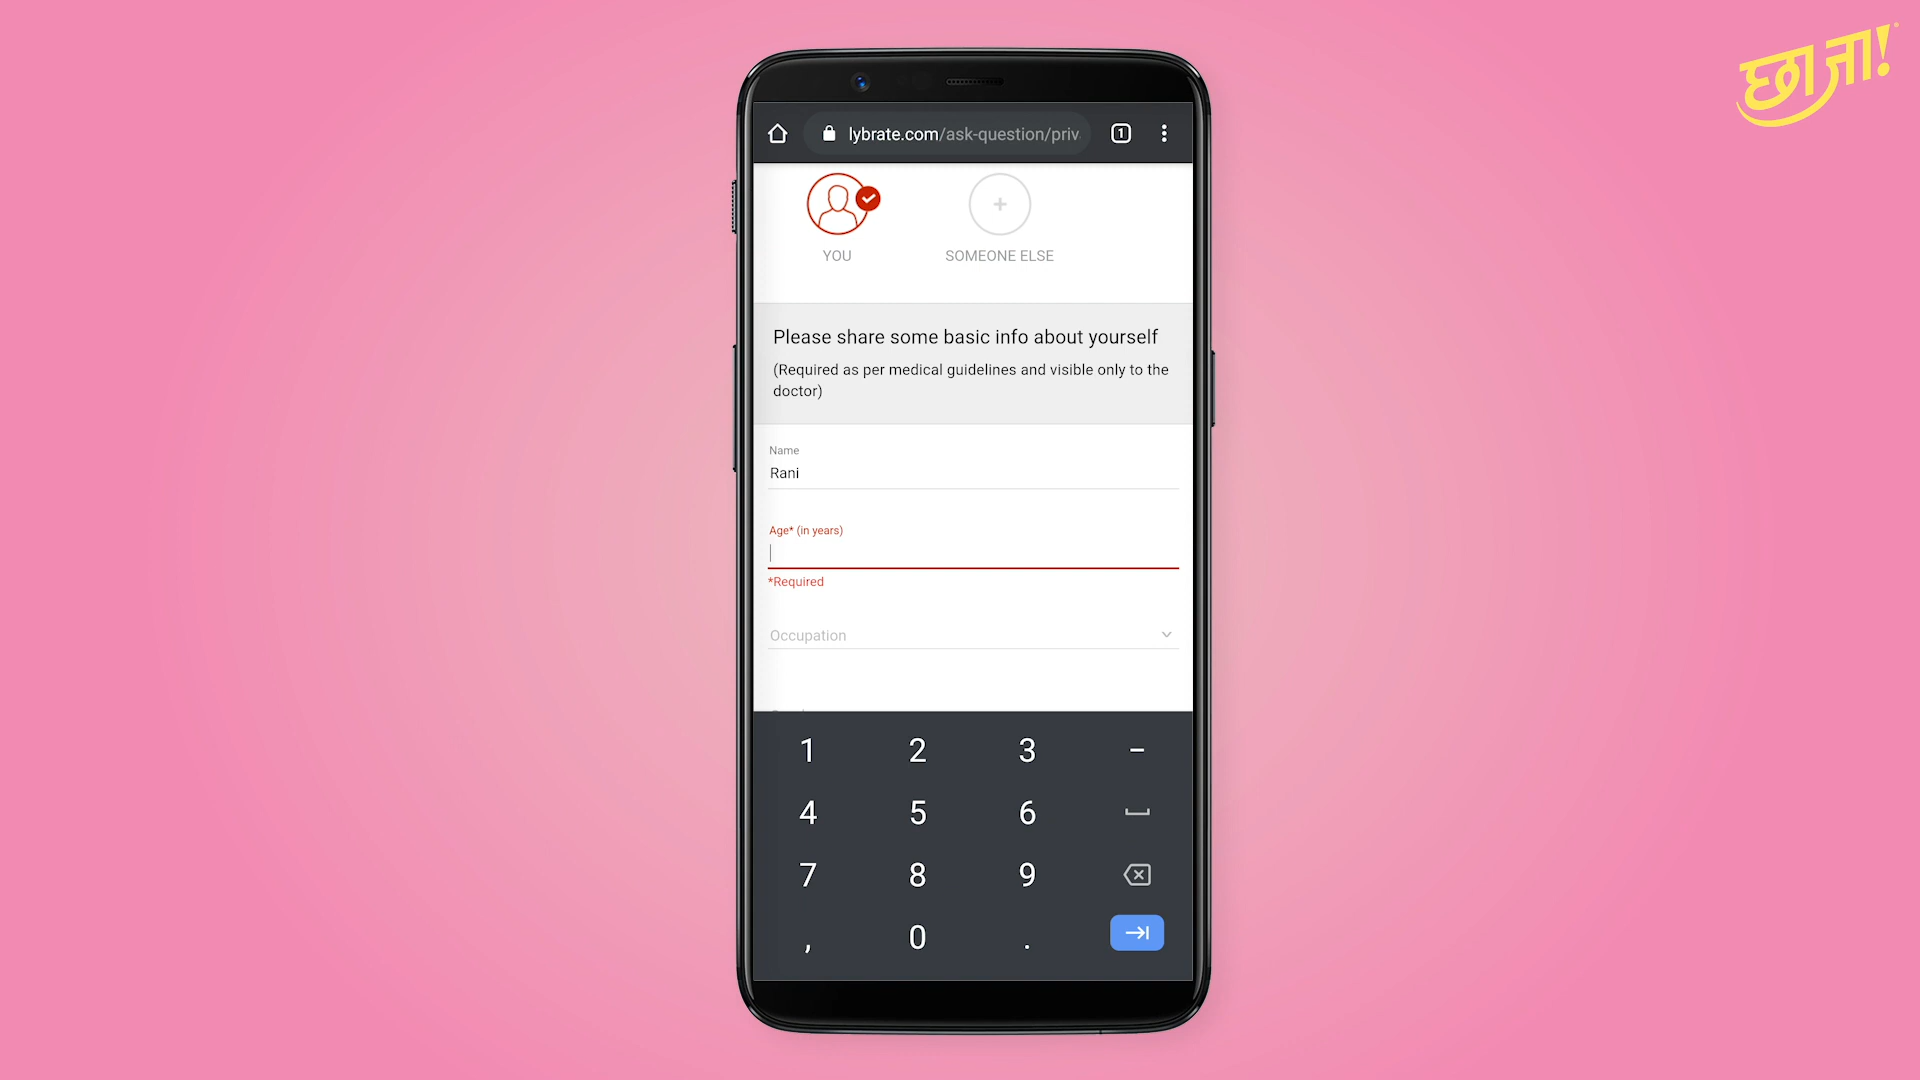 छा जा!
lybrate.com/ask-question/priv
1
YOU
SOMEONE ELSE
Please share some basic info about yourself
(Required as per medical guidelines and visible only to the
doctor)
Name
Rani
Age* (in years)
*Required
Occupation
1 2 3 –
4 5 6
7 8 9
, 0 .